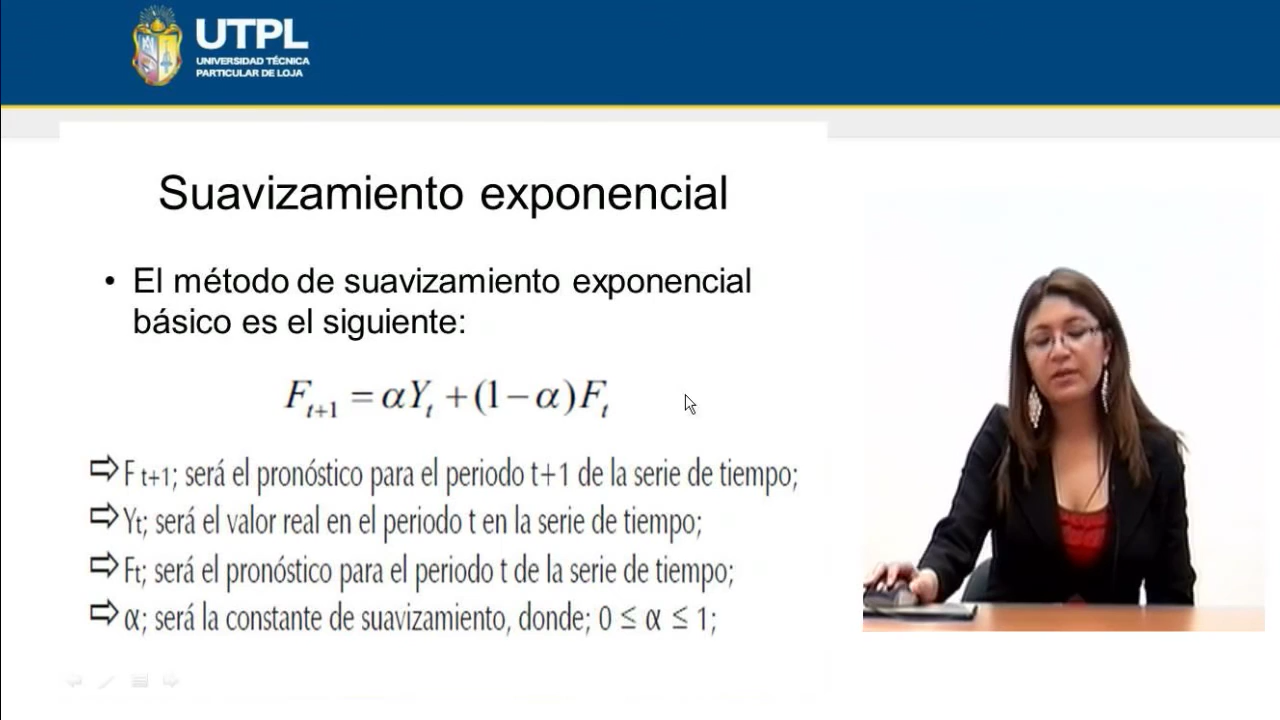 UTPL
UNIVERSIDAD TÉCNICA
PARTICULAR DE LOJA
Suavizamiento exponencial
• El método de suavizamiento exponencial
básico es el siguiente:
F_{t+1} = αY_t + (1 − α)F_t
⇨F t+1; será el pronóstico para el periodo t+1 de la serie de tiempo;
⇨Yt; será el valor real en el periodo t en la serie de tiempo;
⇨Ft; será el pronóstico para el periodo t de la serie de tiempo;
⇨α; será la constante de suavizamiento, donde; 0 ≤ α ≤ 1;